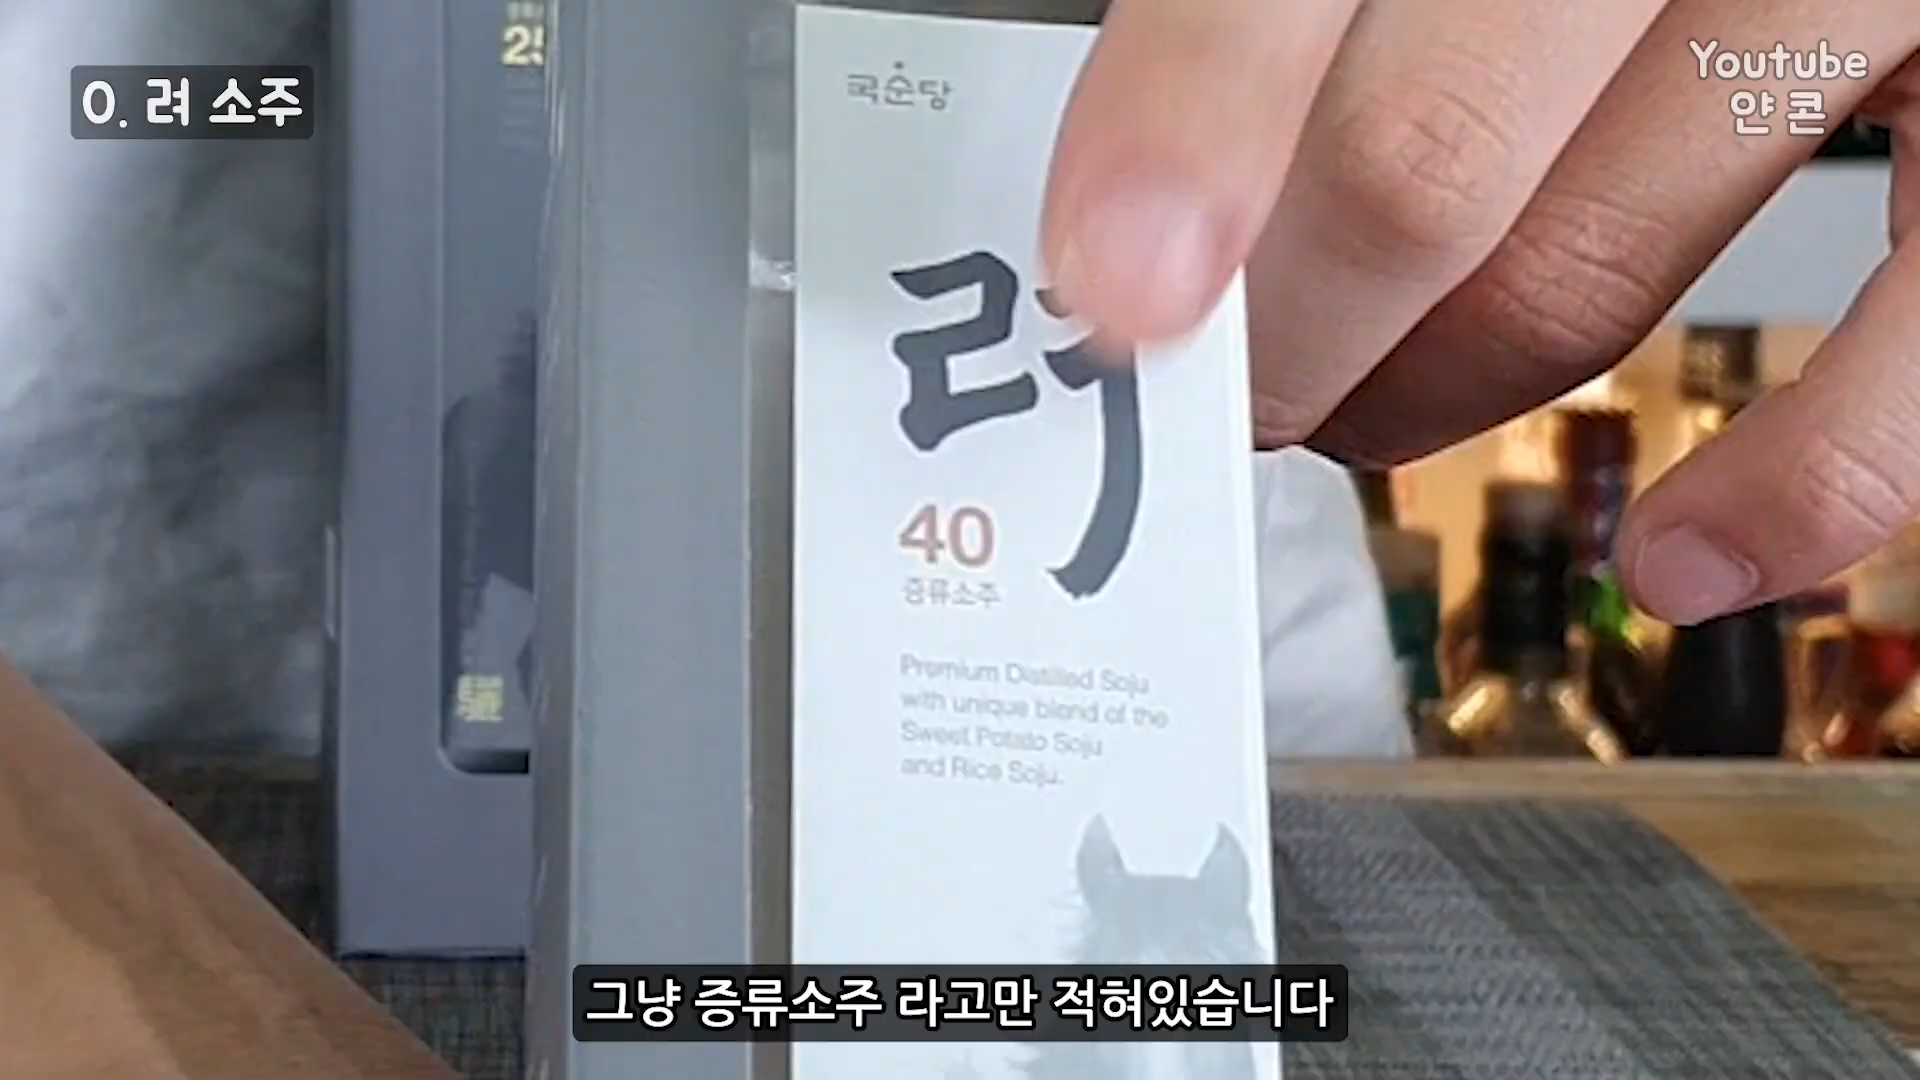 0. 려 소주
Youtube
얀 콘
25
국순당
려
40
증류소주
Premium Distilled Soju
with unique blend of the
Sweet Potato Soju
and Rice Soju.
그냥 증류소주 라고만 적혀있습니다